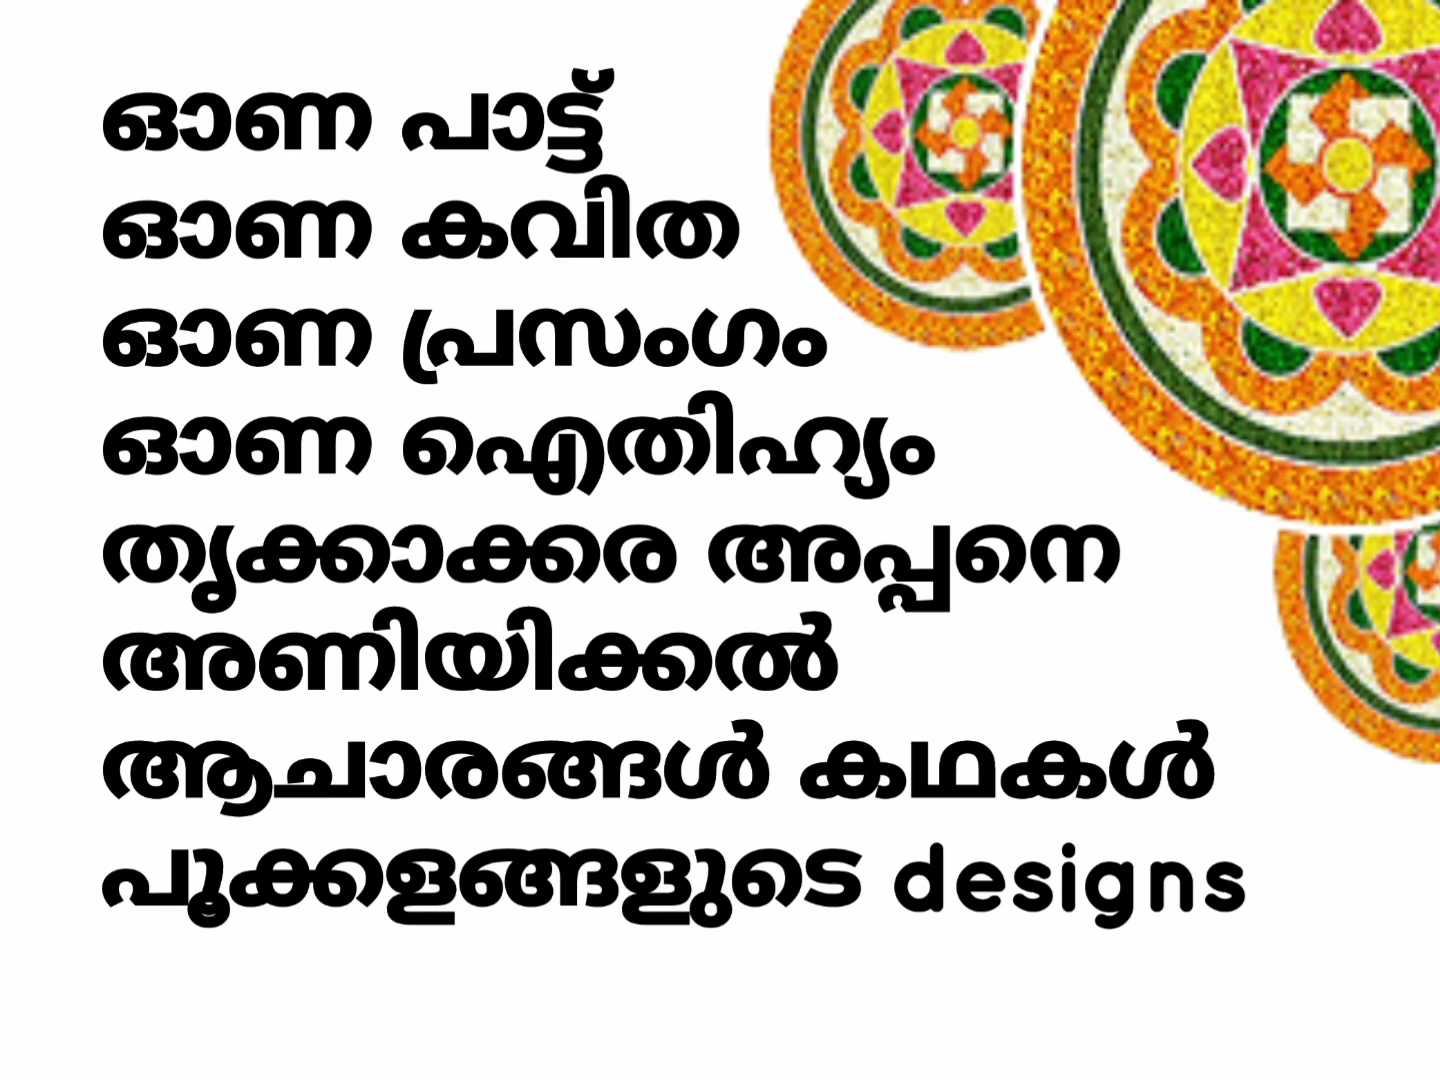 ഓണ പാട്ട്
ഓണ കവിത
ഓണ പ്രസംഗം
ഓണ ഐതിഹ്യം
തൃക്കാക്കര അപ്പനെ
അണിയിക്കൽ
ആചാരങ്ങൾ കഥകൾ
പൂക്കളങ്ങളുടെ designs